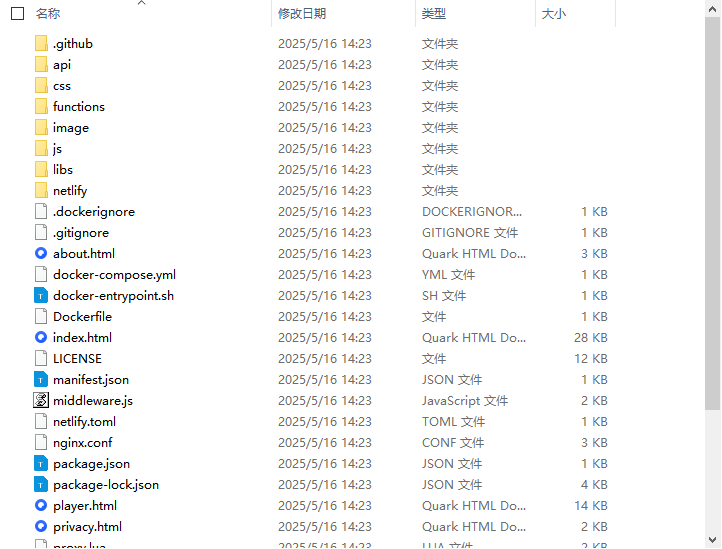 名称 修改日期 类型 大小
.github 2025/5/16 14:23 文件夹
api 2025/5/16 14:23 文件夹
css 2025/5/16 14:23 文件夹
functions 2025/5/16 14:23 文件夹
image 2025/5/16 14:23 文件夹
js 2025/5/16 14:23 文件夹
libs 2025/5/16 14:23 文件夹
netlify 2025/5/16 14:23 文件夹
.dockerignore 2025/5/16 14:23 DOCKERIGNOR... 1 KB
.gitignore 2025/5/16 14:23 GITIGNORE 文件 1 KB
about.html 2025/5/16 14:23 Quark HTML Do... 3 KB
docker-compose.yml 2025/5/16 14:23 YML 文件 1 KB
docker-entrypoint.sh 2025/5/16 14:23 SH 文件 1 KB
Dockerfile 2025/5/16 14:23 文件 1 KB
index.html 2025/5/16 14:23 Quark HTML Do... 28 KB
LICENSE 2025/5/16 14:23 文件 12 KB
manifest.json 2025/5/16 14:23 JSON 文件 1 KB
middleware.js 2025/5/16 14:23 JavaScript 文件 2 KB
netlify.toml 2025/5/16 14:23 TOML 文件 1 KB
nginx.conf 2025/5/16 14:23 CONF 文件 3 KB
package.json 2025/5/16 14:23 JSON 文件 1 KB
package-lock.json 2025/5/16 14:23 JSON 文件 4 KB
player.html 2025/5/16 14:23 Quark HTML Do... 14 KB
privacy.html 2025/5/16 14:23 Quark HTML Do... 2 KB
proxy.lua 2025/5/16 14:23 LUA 文件 2 KB